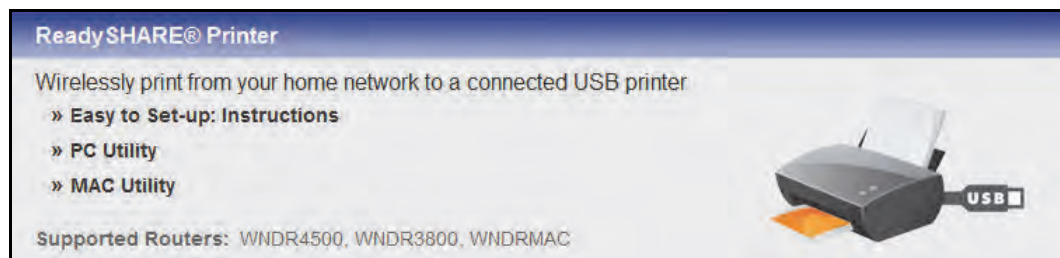 ReadySHARE® Printer
Wirelessly print from your home network to a connected USB printer
» Easy to Set-up: Instructions
» PC Utility
» MAC Utility
USB
Supported Routers: WNDR4500, WNDR3800, WNDRMAC